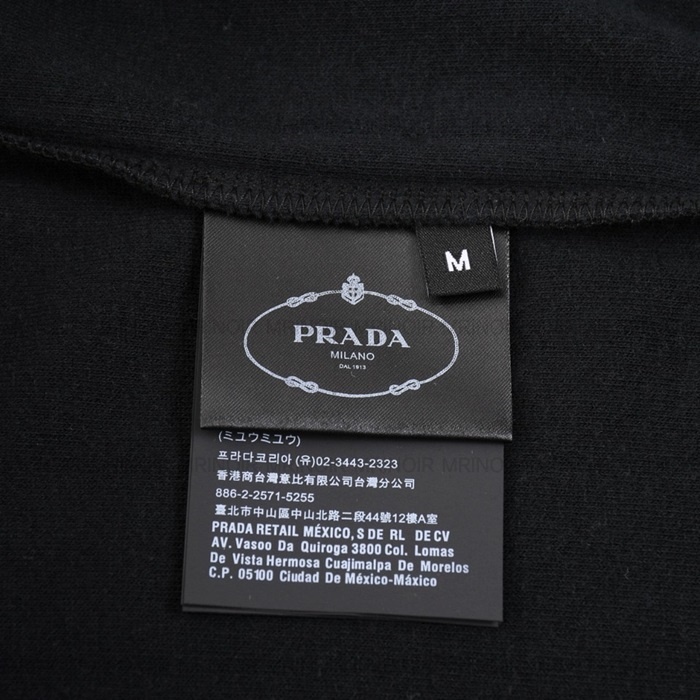 M
PRADA
MILANO
DAL 1913
(ミュウミュウ)
프라다코리아 (유)02-3443-2323
香港商台灣意比有限公司台灣分公司
886-2-2571-5255
臺北市中山區中山北路二段44號12樓A室
PRADA RETAIL MÉXICO, S DE RL DE CV
AV. Vasoo Da Quiroga 3800 Col. Lomas
De Vista Hermosa Cuajimalpa De Morelos
C.P. 05100 Ciudad De México-Máxico